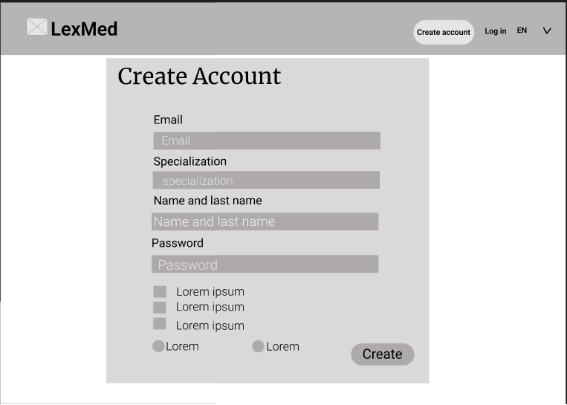 LexMed
Create account Log in EN
Create Account
Email
Email
Specialization
specialization
Name and last name
Name and last name
Password
Password
Lorem ipsum
Lorem ipsum
Lorem ipsum
Lorem Lorem
Create